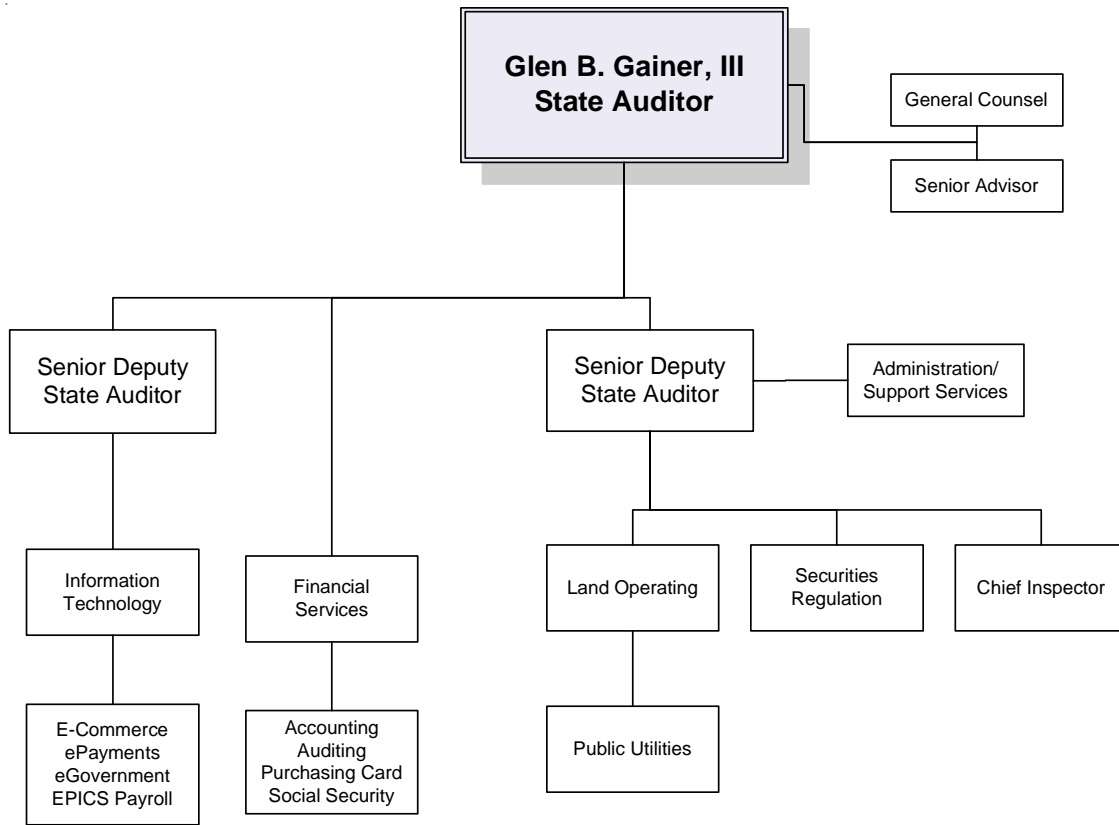 Glen B. Gainer, III
State Auditor
General Counsel
Senior Advisor
Senior Deputy
State Auditor
Senior Deputy
State Auditor
Administration/
Support Services
Information
Technology
Financial
Services
Land Operating
Securities
Regulation
Chief Inspector
E-Commerce
ePayments
eGovernment
EPICS Payroll
Accounting
Auditing
Purchasing Card
Social Security
Public Utilities